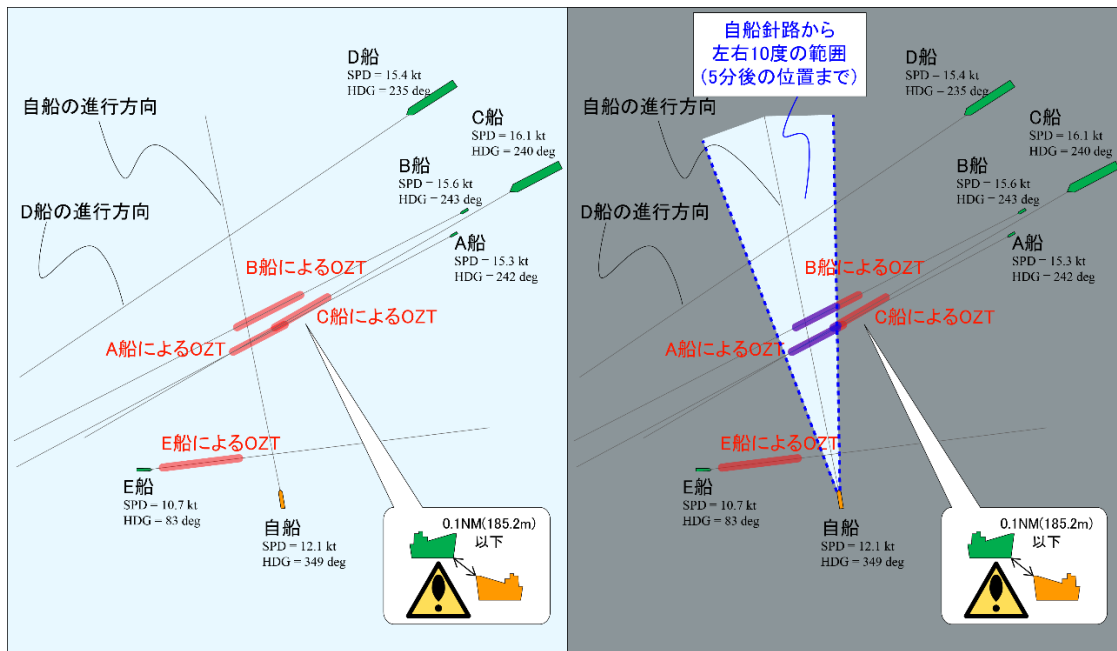 D船
SPD = 15.4 kt
HDG = 235 deg
自船の進行方向
C船
SPD = 16.1 kt
HDG = 240 deg
B船
SPD = 15.6 kt
HDG = 243 deg
D船の進行方向
A船
SPD = 15.3 kt
HDG = 242 deg
B船によるOZT
C船によるOZT
A船によるOZT
E船によるOZT
E船
SPD = 10.7 kt
HDG = 83 deg
自船
SPD = 12.1 kt
HDG = 349 deg
0.1NM(185.2m)
以下
自船針路から
左右10度の範囲
(5分後の位置まで)
D船
SPD = 15.4 kt
HDG = 235 deg
自船の進行方向
C船
SPD = 16.1 kt
HDG = 240 deg
B船
SPD = 15.6 kt
HDG = 243 deg
D船の進行方向
A船
SPD = 15.3 kt
HDG = 242 deg
B船によるOZT
C船によるOZT
A船によるOZT
E船によるOZT
E船
SPD = 10.7 kt
HDG = 83 deg
自船
SPD = 12.1 kt
HDG = 349 deg
0.1NM(185.2m)
以下